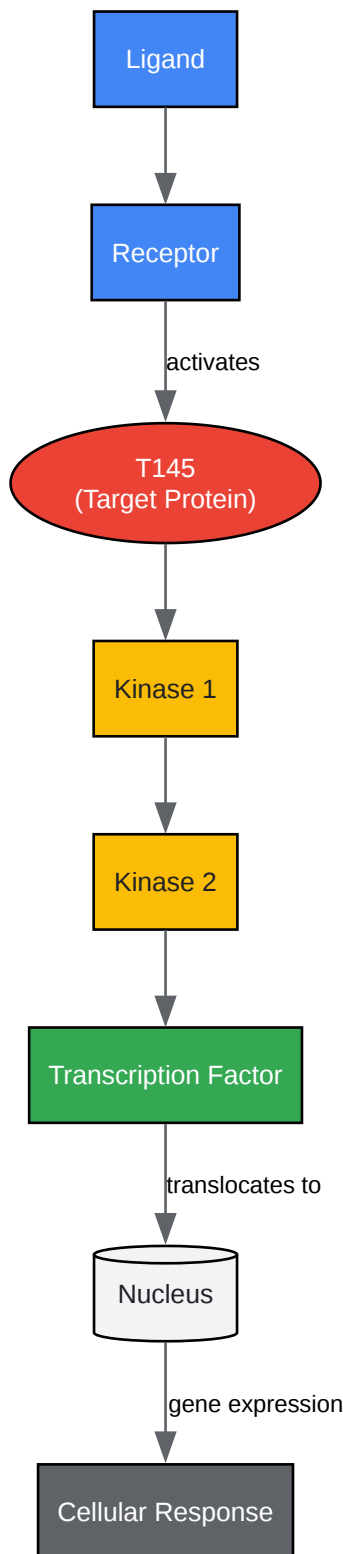 Ligand
Receptor
activates
T145
(Target Protein)
Kinase 1
Kinase 2
Transcription Factor
translocates to
Nucleus
gene expression
Cellular Response